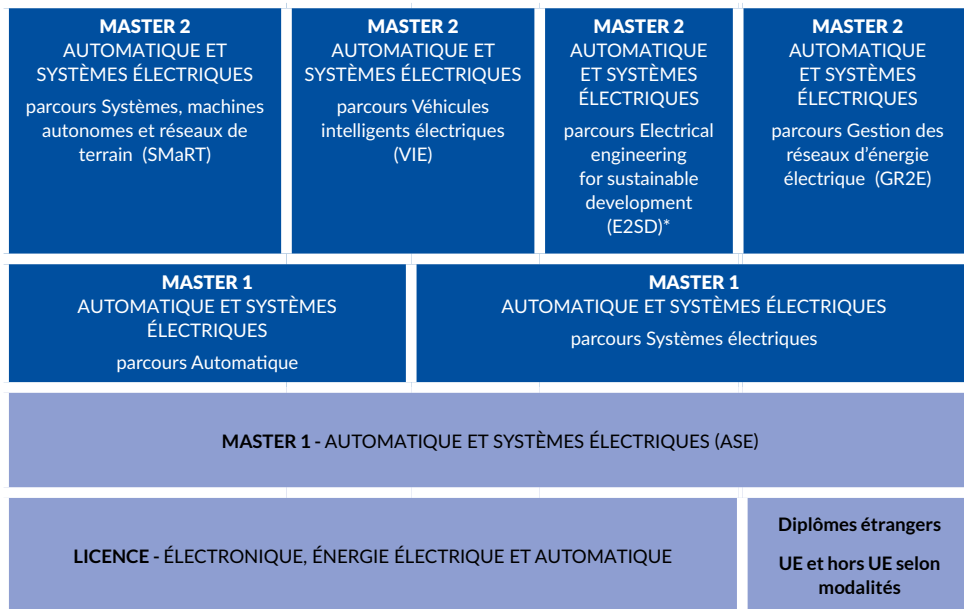 MASTER 2
AUTOMATIQUE ET
SYSTÈMES ÉLECTRIQUES
parcours Systèmes, machines
autonomes et réseaux de
terrain (SMaRT)
MASTER 2
AUTOMATIQUE ET
SYSTÈMES ÉLECTRIQUES
parcours Véhicules
intelligents électriques
(VIE)
MASTER 2
AUTOMATIQUE
ET SYSTÈMES
ÉLECTRIQUES
parcours Electrical
engineering
for sustainable
development
(E2SD)*
MASTER 2
AUTOMATIQUE
ET SYSTÈMES
ÉLECTRIQUES
parcours Gestion des
réseaux d’énergie
électrique (GR2E)
MASTER 1
AUTOMATIQUE ET SYSTÈMES
ÉLECTRIQUES
parcours Automatique
MASTER 1
AUTOMATIQUE ET SYSTÈMES ÉLECTRIQUES
parcours Systèmes électriques
MASTER 1 - AUTOMATIQUE ET SYSTÈMES ÉLECTRIQUES (ASE)
LICENCE - ÉLECTRONIQUE, ÉNERGIE ÉLECTRIQUE ET AUTOMATIQUE
Diplômes étrangers
UE et hors UE selon
modalités